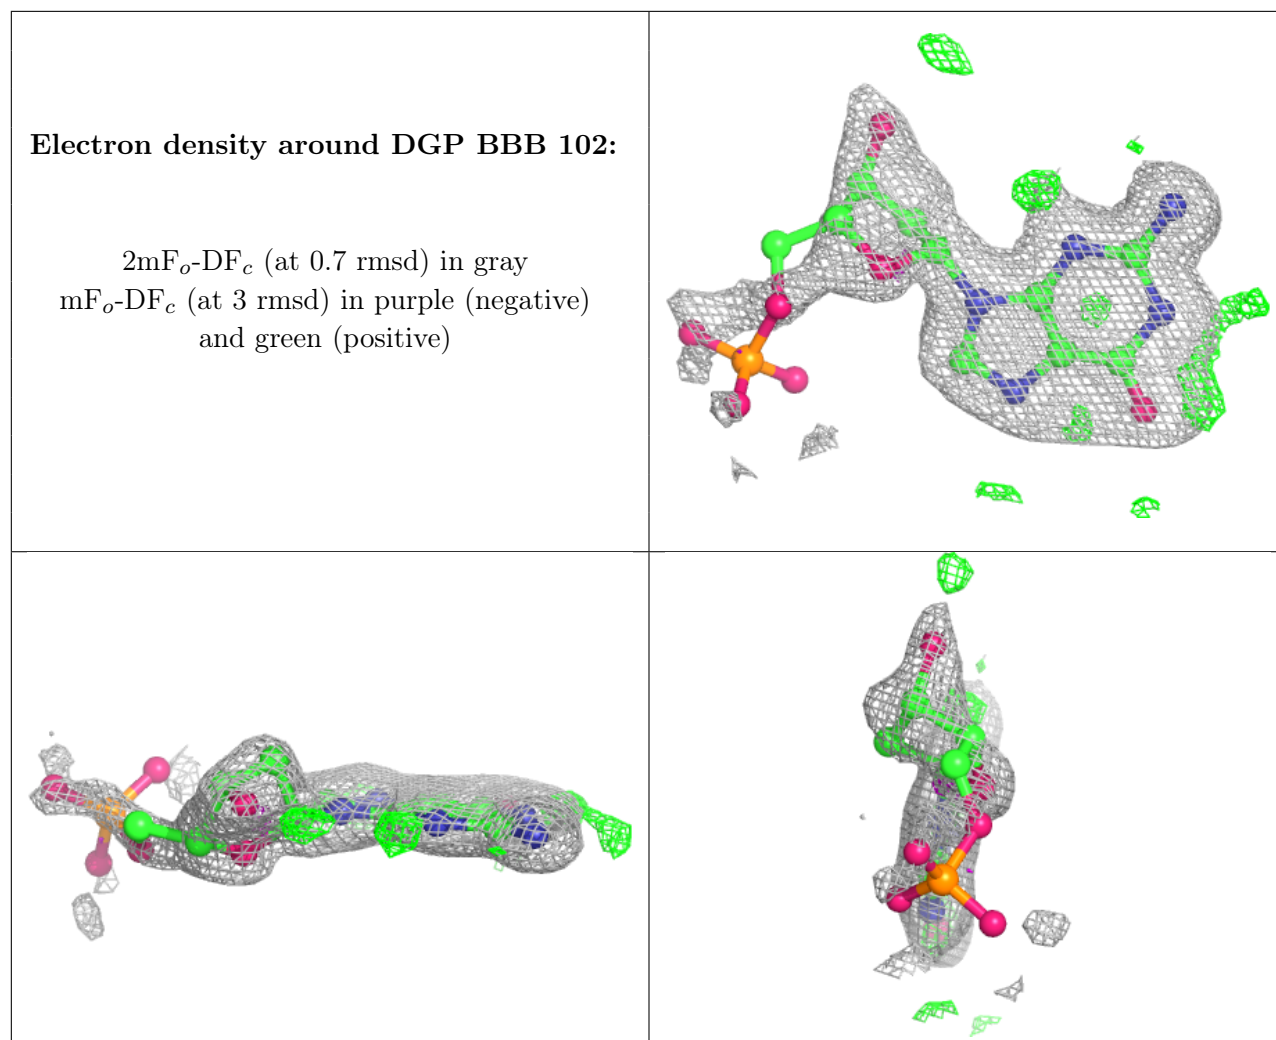 Electron density around DGP BBB 102:
2mFo-DFc (at 0.7 rmsd) in gray
mFo-DFc (at 3 rmsd) in purple (negative)
and green (positive)